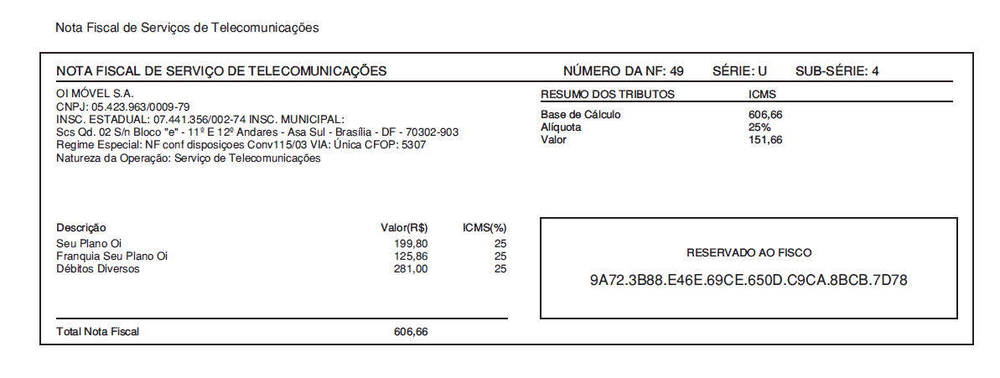 Nota Fiscal de Serviços de Telecomunicações
NOTA FISCAL DE SERVIÇO DE TELECOMUNICAÇÕES NÚMERO DA NF: 49 SÉRIE: U SUB-SÉRIE: 4
OI MÓVEL S.A.
CNPJ: 05.423.963/0009-79
INSC. ESTADUAL: 07.441.356/002-74 INSC. MUNICIPAL:
Scs Qd. 02 S/n Bloco "e" - 11º E 12º Andares - Asa Sul - Brasília - DF - 70302-903
Regime Especial: NF conf disposiçoes Conv115/03 VIA: Única CFOP: 5307
Natureza da Operação: Serviço de Telecomunicações
RESUMO DOS TRIBUTOS ICMS
Base de Cálculo 606,66
Alíquota 25%
Valor 151,66
Descrição Valor(R$) ICMS(%)
Seu Plano Oi 199,80 25
Franquia Seu Plano Oi 125,86 25
Débitos Diversos 281,00 25
Total Nota Fiscal 606,66
RESERVADO AO FISCO
9A72.3B88.E46E.69CE.650D.C9CA.8BCB.7D78